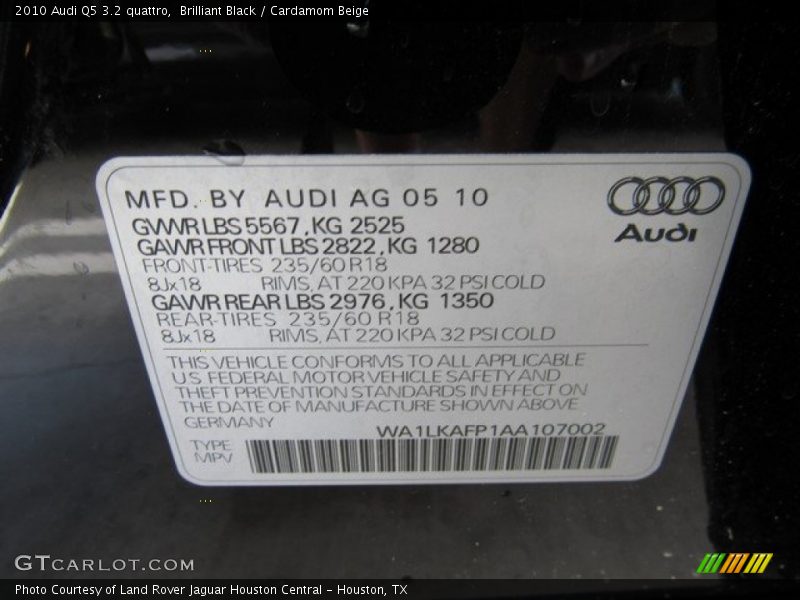 2010 Audi Q5 3.2 quattro, Brilliant Black / Cardamom Beige
MFD. BY AUDI AG 05 10
GVWR LBS 5567, KG 2525
GAWR FRONT LBS 2822, KG 1280
FRONT-TIRES 235/60 R18
8Jx18 RIMS, AT 220 KPA 32 PSI COLD
GAWR REAR LBS 2976, KG 1350
REAR-TIRES 235/60 R18
8Jx18 RIMS, AT 220 KPA 32 PSI COLD
Audi
THIS VEHICLE CONFORMS TO ALL APPLICABLE
U.S. FEDERAL MOTOR VEHICLE SAFETY AND
THEFT PREVENTION STANDARDS IN EFFECT ON
THE DATE OF MANUFACTURE SHOWN ABOVE
GERMANY
WA1LKAFP1AA107002
TYPE
MPV
GTCARLOT.COM
Photo Courtesy of Land Rover Jaguar Houston Central - Houston, TX